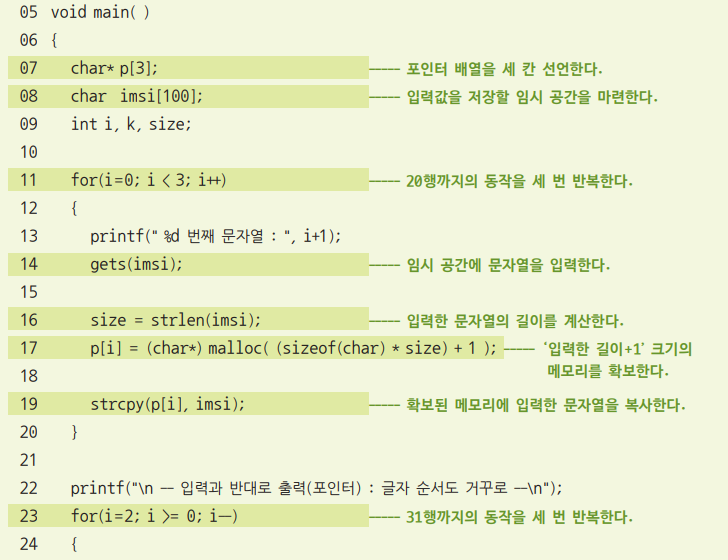 05 void main( )
06 {
07 char* p[3]; 포인터 배열을 세 칸 선언한다.
08 char imsi[100]; 입력값을 저장할 임시 공간을 마련한다.
09 int i, k, size;
10
11 for(i=0; i < 3; i++) 20행까지의 동작을 세 번 반복한다.
12 {
13 printf(" %d 번째 문자열 : ", i+1);
14 gets(imsi); 임시 공간에 문자열을 입력한다.
15
16 size = strlen(imsi); 입력한 문자열의 길이를 계산한다.
17 p[i] = (char*) malloc( (sizeof(char) * size) + 1 ); '입력한 길이+1' 크기의
메모리를 확보한다.
18
19 strcpy(p[i], imsi); 확보된 메모리에 입력한 문자열을 복사한다.
20 }
21
22 printf("\n -- 입력과 반대로 출력(포인터) : 글자 순서도 거꾸로 --\n");
23 for(i=2; i >= 0; i--) 31행까지의 동작을 세 번 반복한다.
24 {